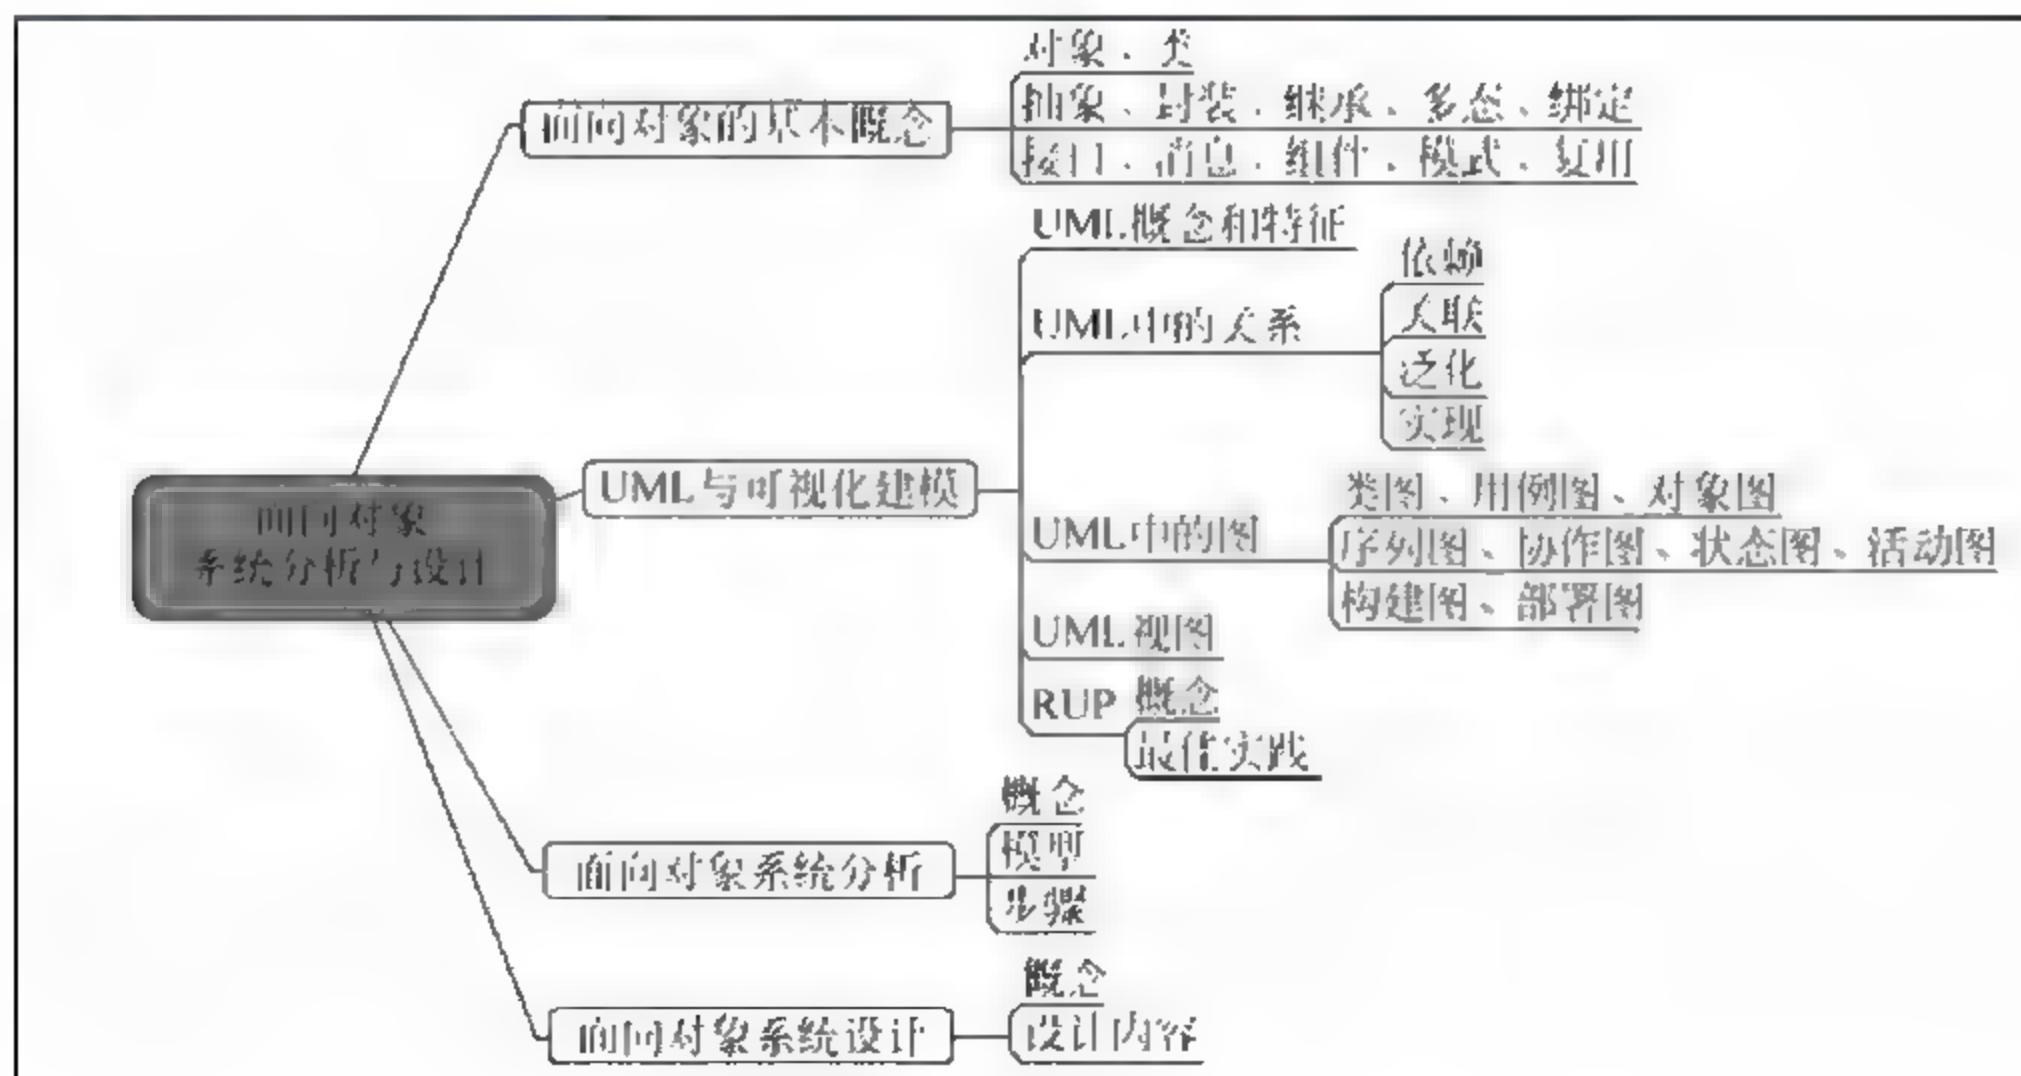 面向对象
系统分析与设计
面向对象的基本概念
对象、类
抽象、封装、继承、多态、绑定
接口、消息、组件、模式、复用
UML与可视化建模
UML概念和特征
UML中的关系
依赖
关联
泛化
实现
UML中的图
类图、用例图、对象图
序列图、协作图、状态图、活动图
构建图、部署图
UML视图
RUP
概念
最佳实践
面向对象系统分析
概念
模型
步骤
面向对象系统设计
概念
设计内容